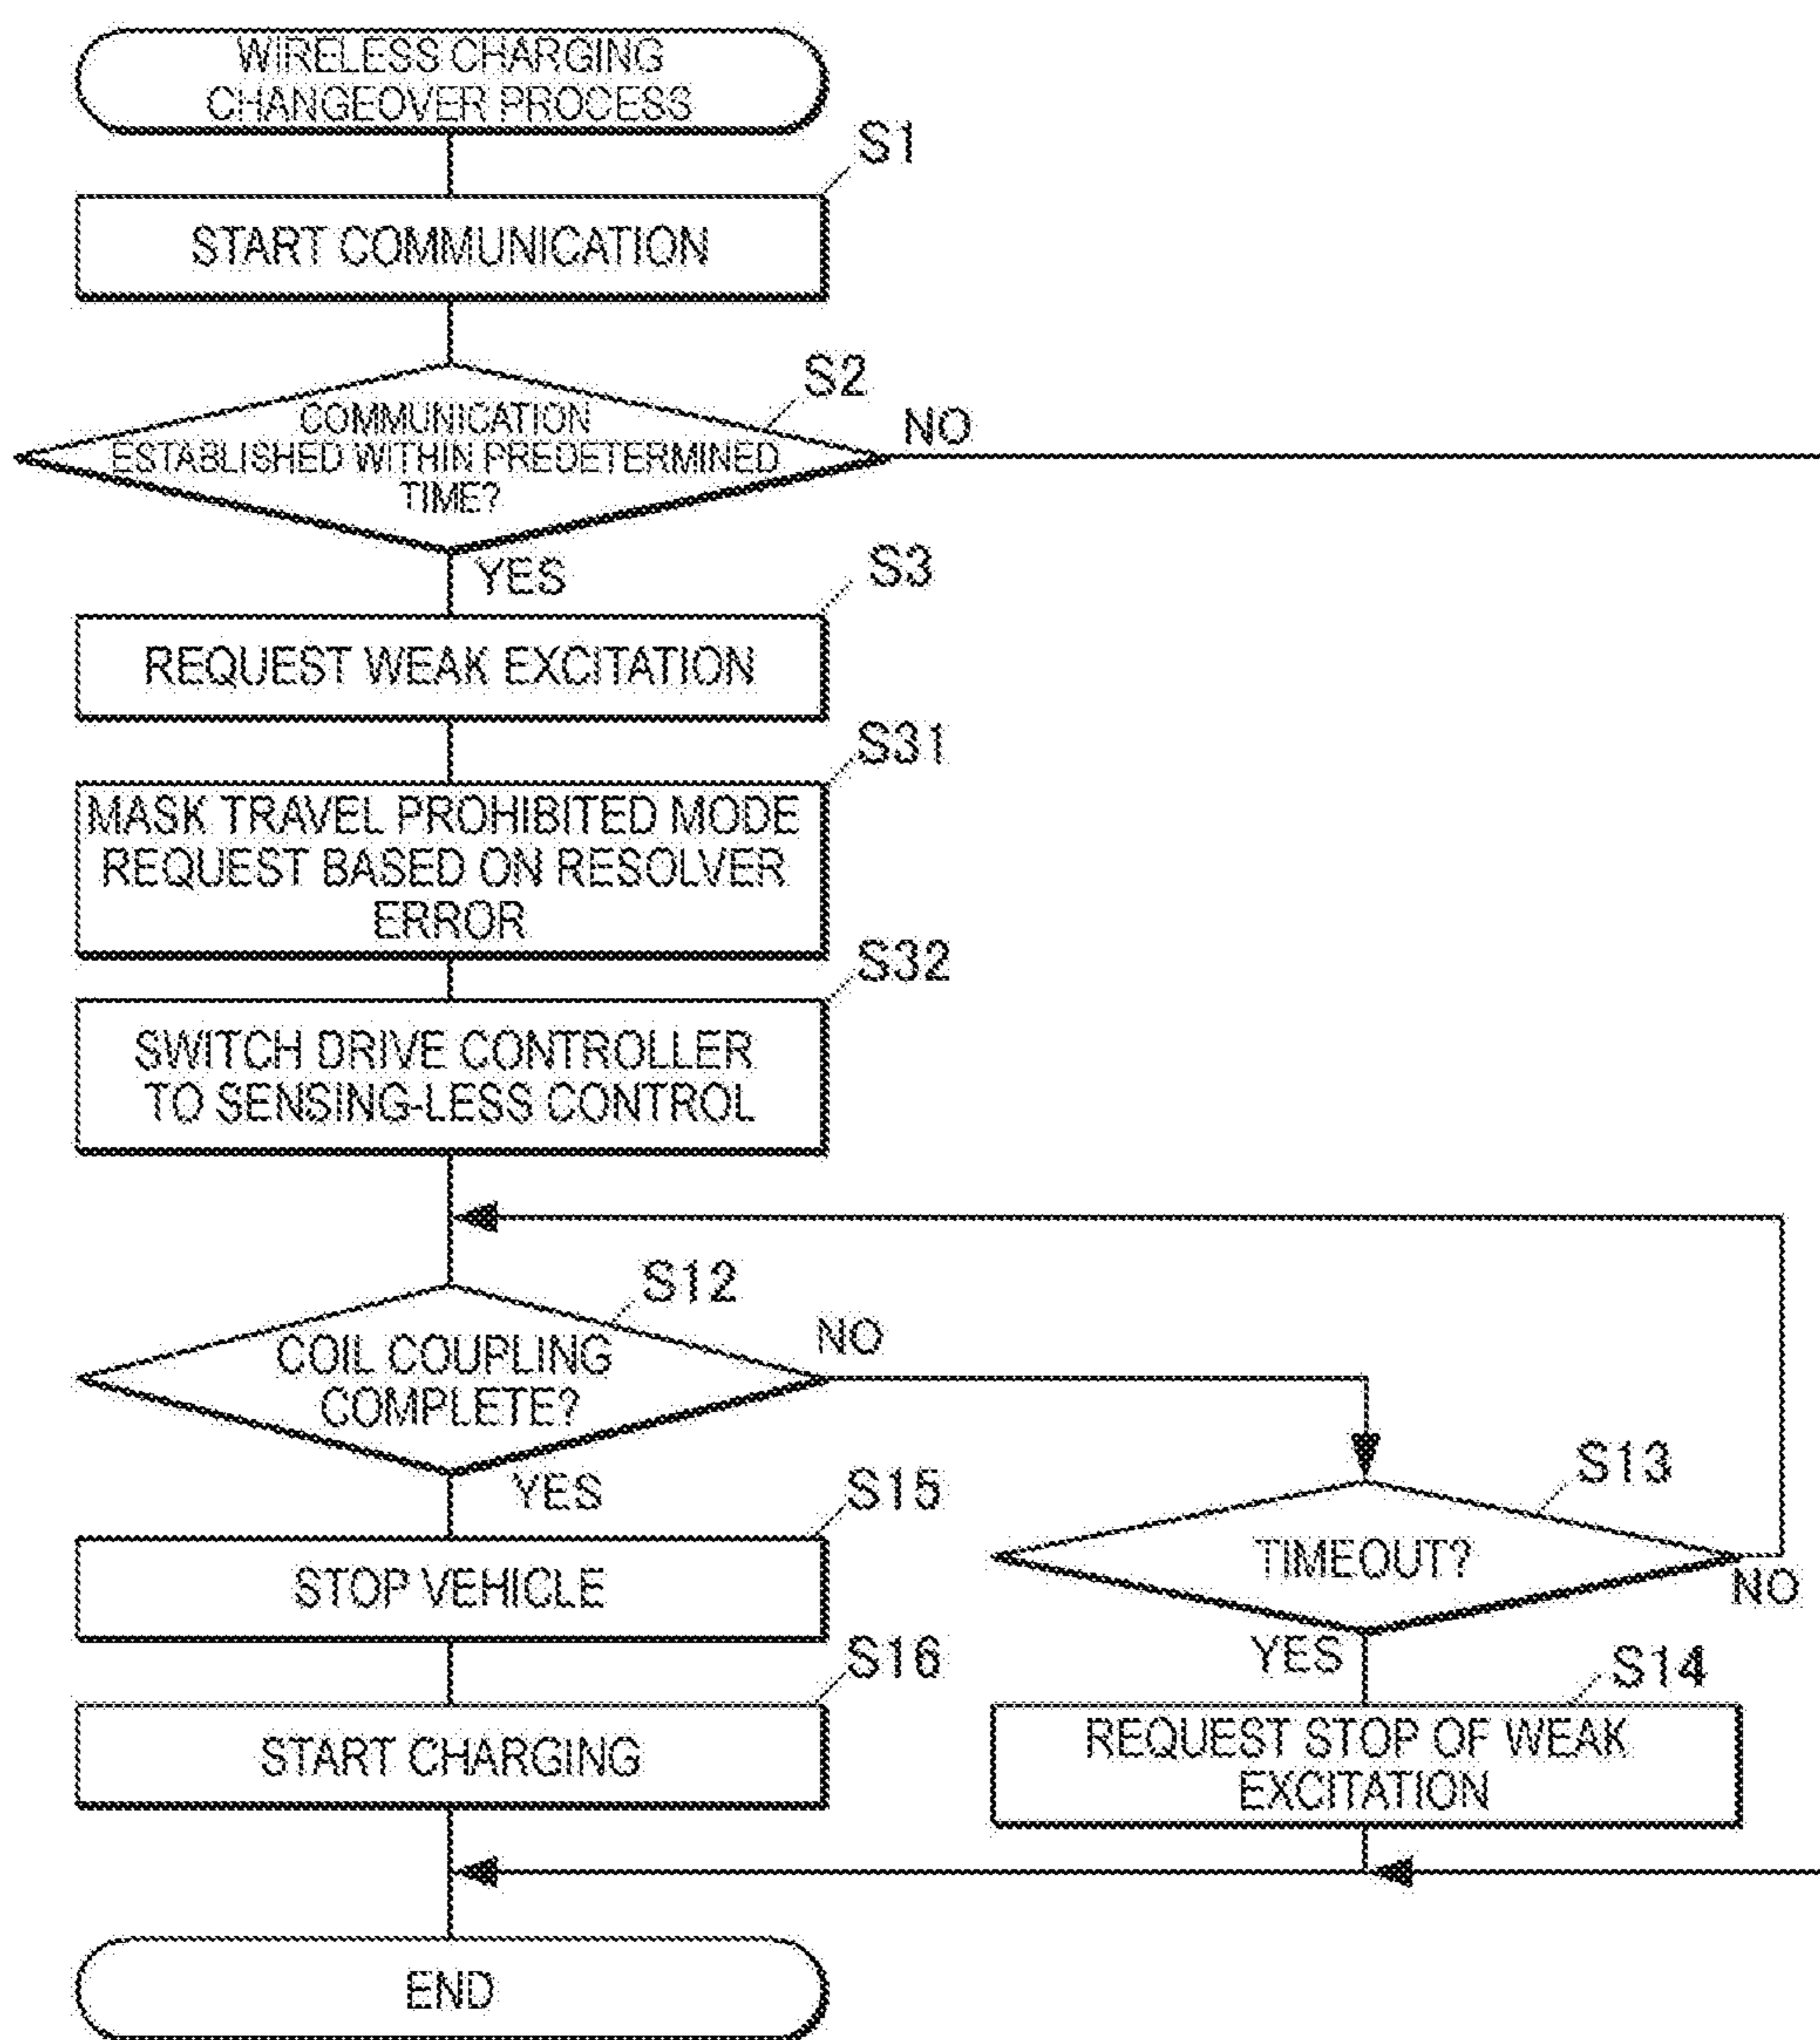 WIRELESS CHARGING
CHANGEOVER PROCESS
S1
START COMMUNICATION
S2
COMMUNICATION
ESTABLISHED WITHIN PREDETERMINED
TIME?
NO
YES
S3
REQUEST WEAK EXCITATION
S31
MASK TRAVEL PROHIBITED MODE
REQUEST BASED ON RESOLVER
ERROR
S32
SWITCH DRIVE CONTROLLER
TO SENSING-LESS CONTROL
S12
COIL COUPLING
COMPLETE?
NO
YES
S13
TIMEOUT?
NO
YES
S15
STOP VEHICLE
S14
REQUEST STOP OF WEAK
EXCITATION
S16
START CHARGING
END